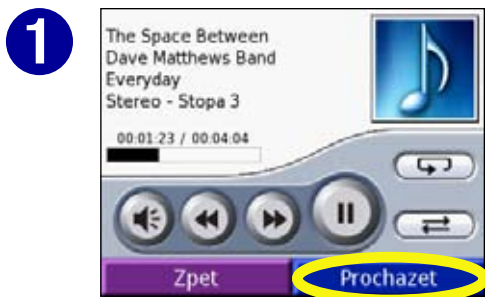 1
The Space Between
Dave Matthews Band
Everyday
Stereo - Stopa 3
00:01:23 / 00:04:04
Zpet
Prochazet